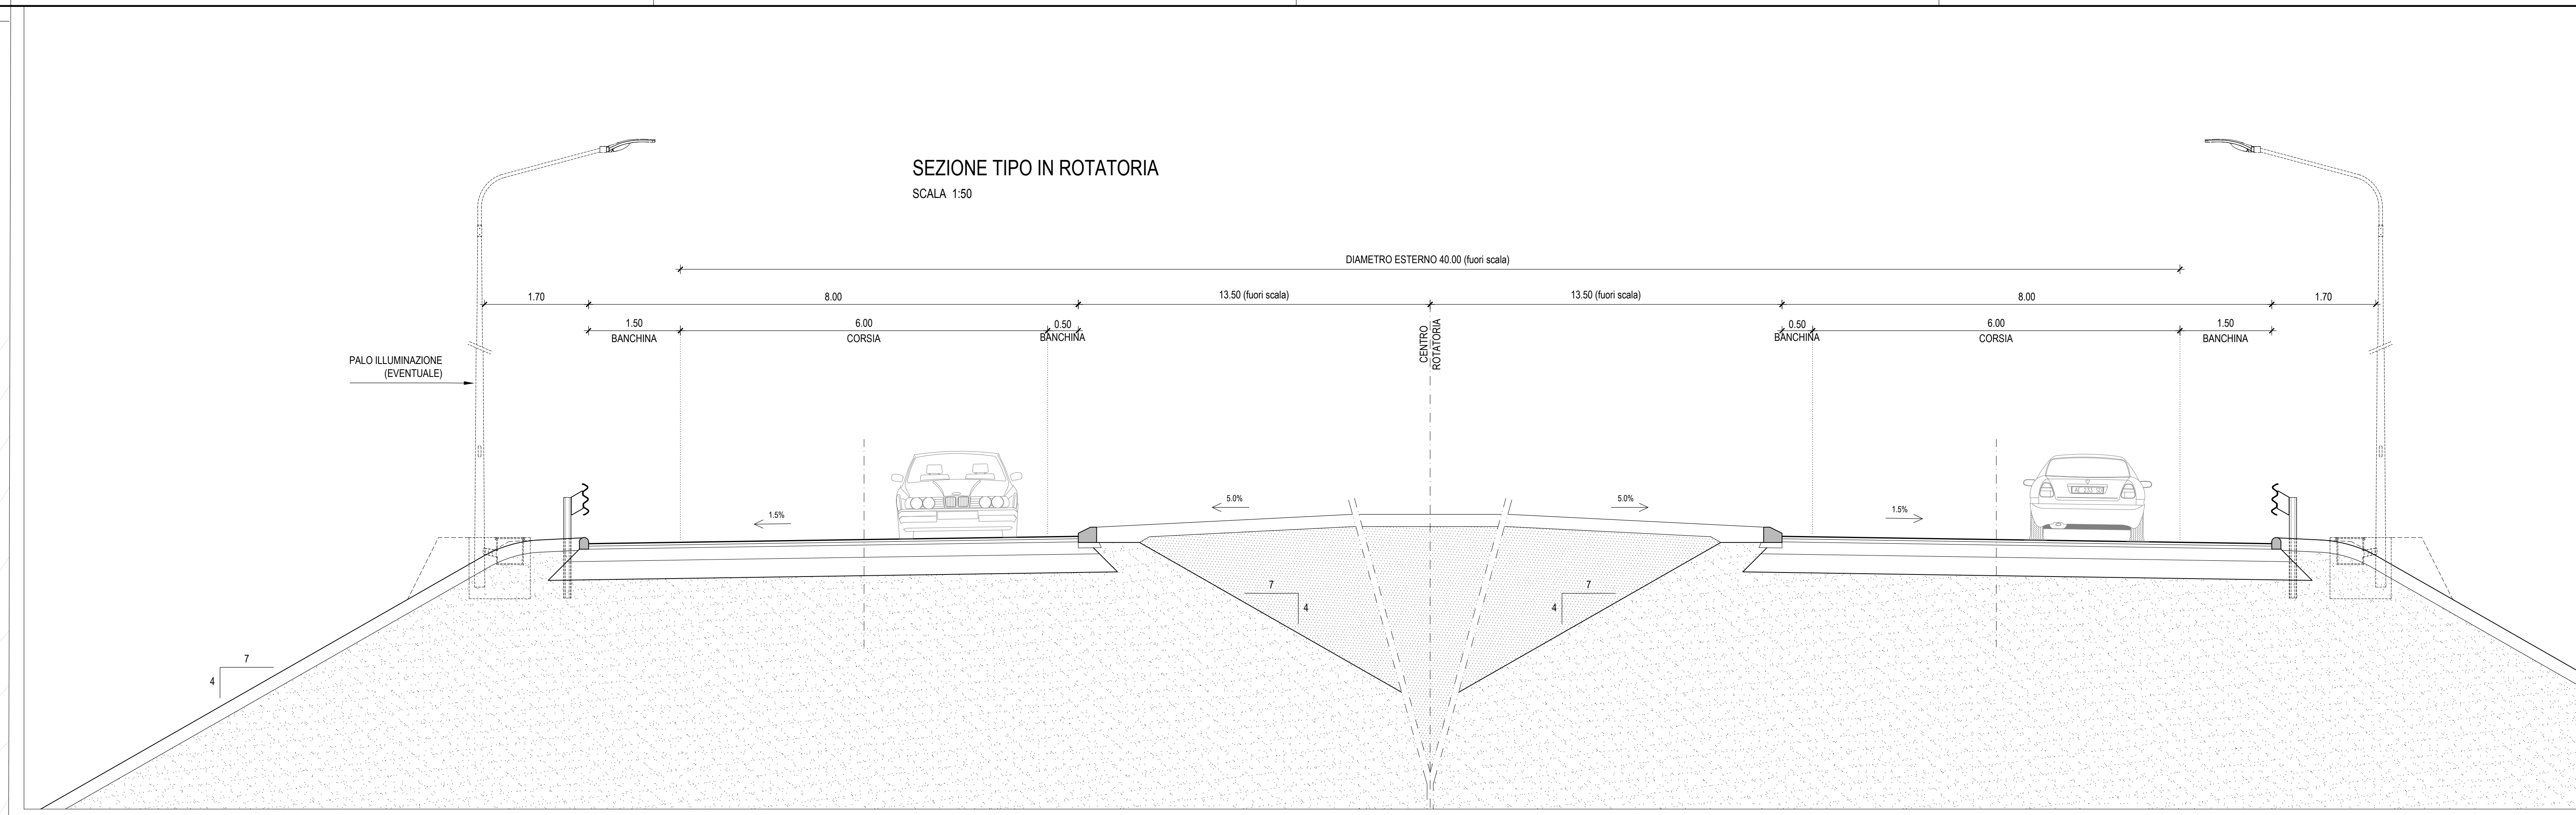 SEZIONE TIPO IN ROTATORIA
SCALA 1:50
DIAMETRO ESTERNO 40.00 (fuori scala)
1.70
8.00
13.50 (fuori scala)
13.50 (fuori scala)
8.00
1.70
1.50
6.00
0.50
0.50
6.00
1.50
BANCHINA
CORSIA
BANCHINA
CENTRO
ROTATORIA
BANCHINA
CORSIA
BANCHINA
PALO ILLUMINAZIONE
(EVENTUALE)
1.5%
5.0%
5.0%
1.5%
7
4
7
4
7
4